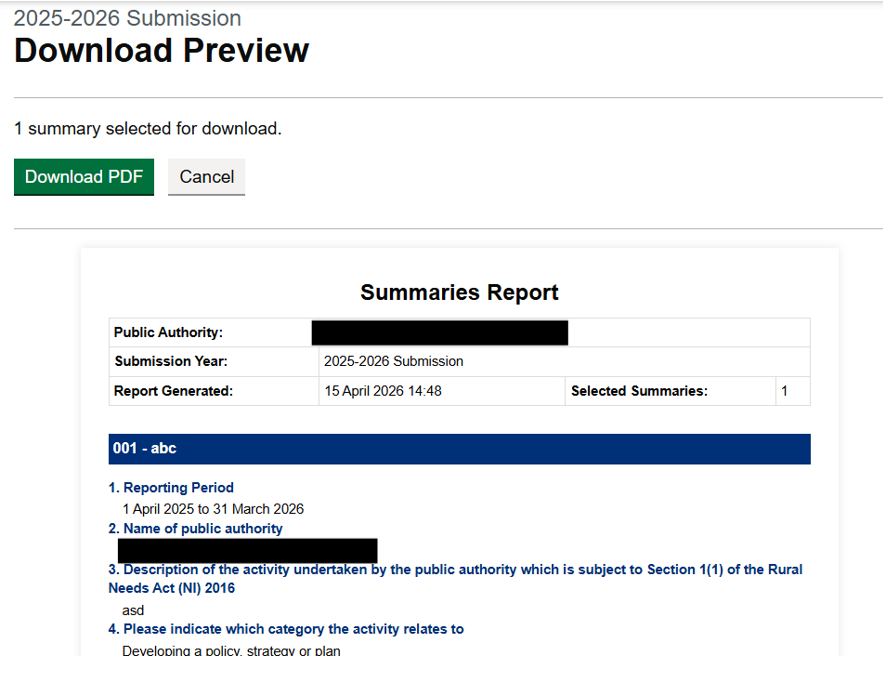 2025-2026 Submission
Download Preview
1 summary selected for download.
Download PDF Cancel
Summaries Report
Public Authority:
Submission Year: 2025-2026 Submission
Report Generated: 15 April 2026 14:48 Selected Summaries: 1
001 - abc
1. Reporting Period
1 April 2025 to 31 March 2026
2. Name of public authority
3. Description of the activity undertaken by the public authority which is subject to Section 1(1) of the Rural
Needs Act (NI) 2016
asd
4. Please indicate which category the activity relates to
Developing a policy, strategy or plan